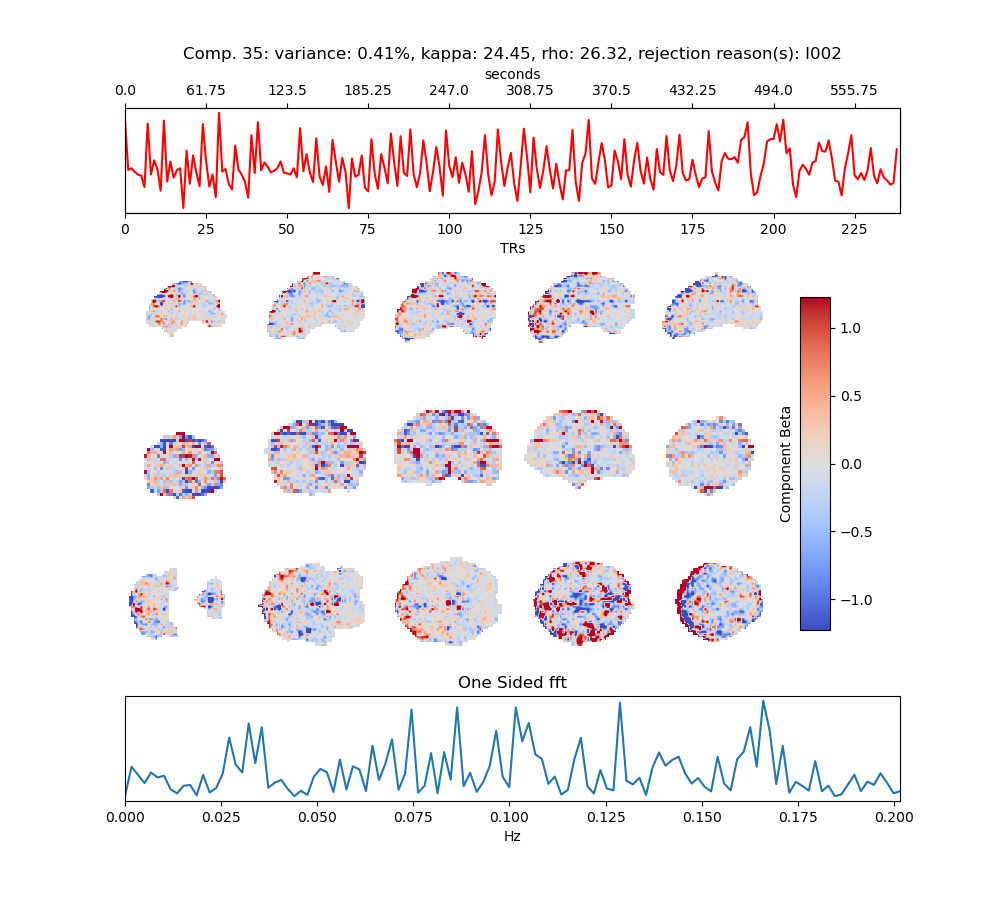 Comp. 35: variance: 0.41%, kappa: 24.45, rho: 26.32, rejection reason(s): I002
seconds
0.0 61.75 123.5 185.25 247.0 308.75 370.5 432.25 494.0 555.75
0 25 50 75 100 125 150 175 200 225
TRs
1.0
0.5
0.0
−0.5
−1.0
Component Beta
One Sided fft
0.000 0.025 0.050 0.075 0.100 0.125 0.150 0.175 0.200
Hz